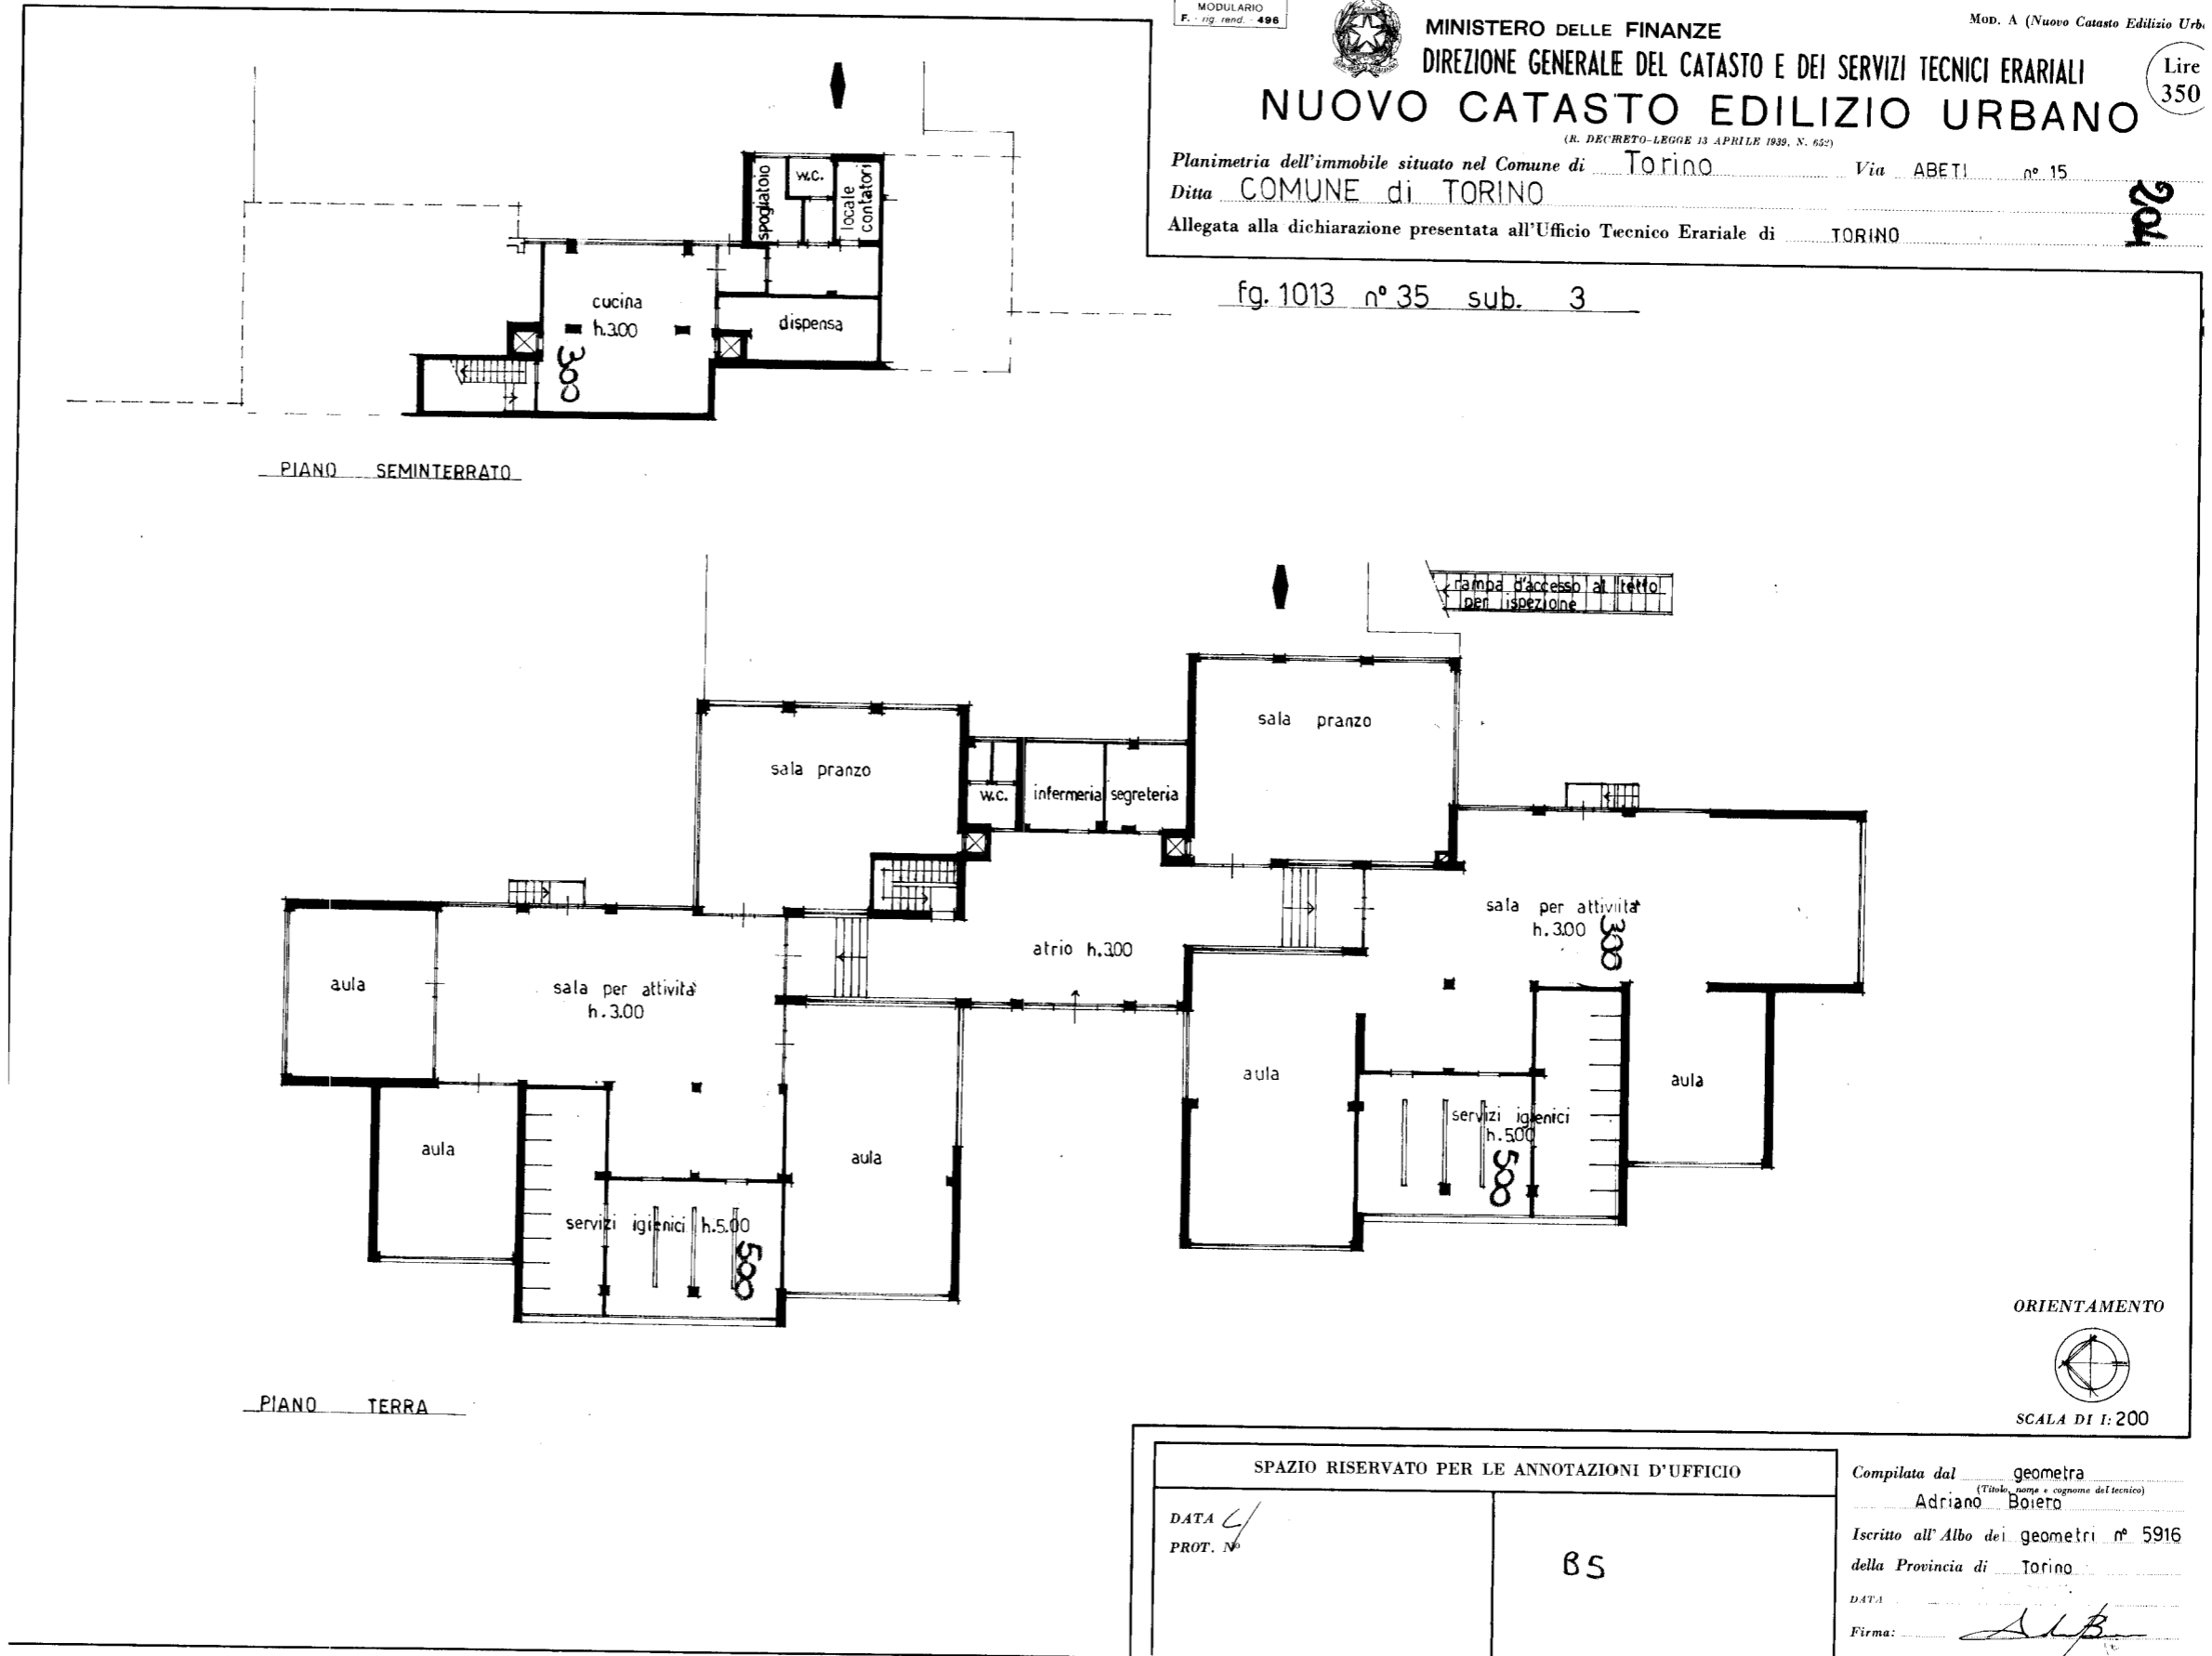 MODULARIO
F. - rig. rend. - 496
MINISTERO DELLE FINANZE
DIREZIONE GENERALE DEL CATASTO E DEI SERVIZI TECNICI ERARIALI
NUOVO CATASTO EDILIZIO URBANO
(R. DECRETO-LEGGE 13 APRILE 1939, N. 652)
MOD. A (Nuovo Catasto Edilizio Urb
Lire
350
Planimetria dell'immobile situato nel Comune di Torino Via ABETI n° 15
Ditta COMUNE di TORINO
Allegata alla dichiarazione presentata all'Ufficio Tecnico Erariale di TORINO
204
fg. 1013 n° 35 sub. 3
spogliatoio
w.c.
locale
contatori
cucina
h.3.00
300
dispensa
PIANO SEMINTERRATO
rampa d'accesso al tetto
per ispezione
sala pranzo
sala pranzo
w.c.
infermeria
segreteria
sala per attività
h.3.00
300
atrio h.3.00
aula
sala per attività
h.3.00
aula
aula
servizi igienici
h.5.00
500
aula
aula
servizi igienici h.5.00
500
PIANO TERRA
ORIENTAMENTO
SCALA DI 1:200
SPAZIO RISERVATO PER LE ANNOTAZIONI D'UFFICIO
DATA
PROT. N°
B5
Compilata dal geometra
(Titolo, nome e cognome del tecnico)
Adriano Boiero
Iscritto all'Albo dei geometri n° 5916
della Provincia di Torino
DATA
Firma: